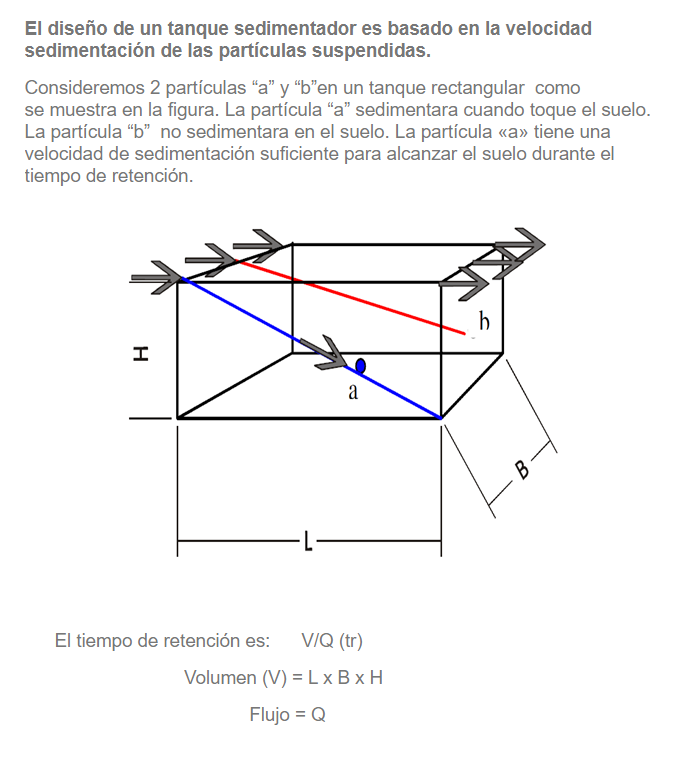 El diseño de un tanque sedimentador es basado en la velocidad
sedimentación de las partículas suspendidas.
Consideremos 2 partículas “a” y “b”en un tanque rectangular  como
se muestra en la figura. La partícula “a” sedimentara cuando toque el suelo.
La partícula “b”  no sedimentara en el suelo. La partícula «a» tiene una
velocidad de sedimentación suficiente para alcanzar el suelo durante el
tiempo de retención.
b
H
a
B
L
El tiempo de retención es:      V/Q (tr)
Volumen (V) = L x B x H
Flujo = Q